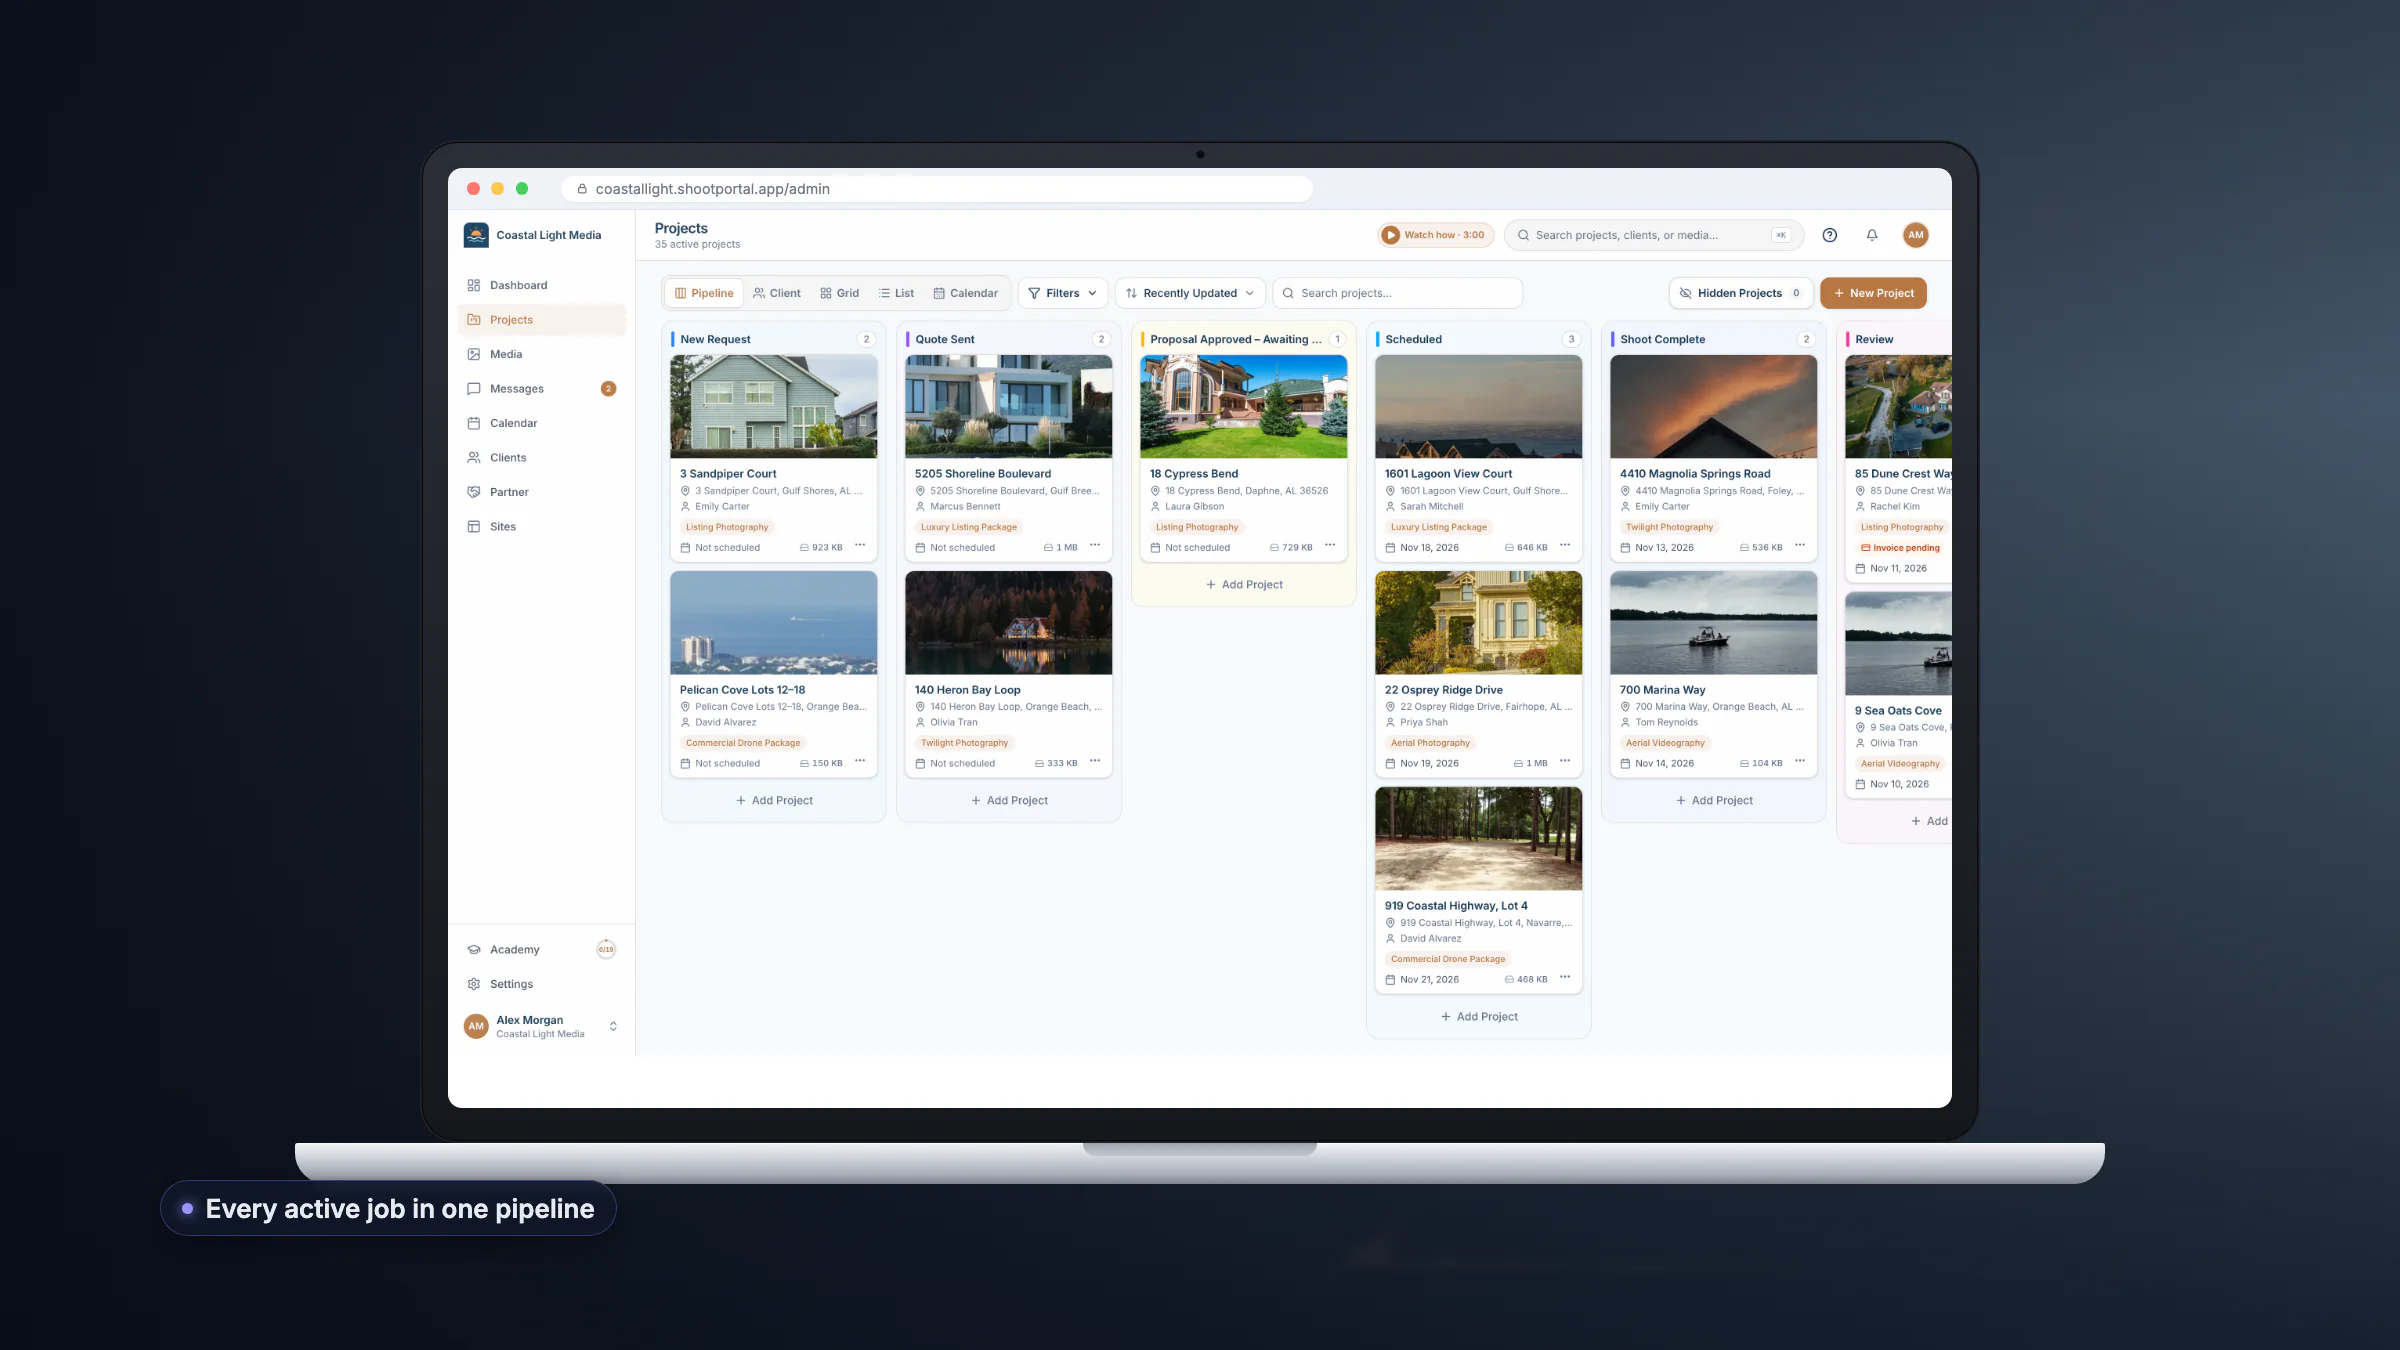 coastallight.shootportal.app/admin
Coastal Light Media
Dashboard
Projects
Media
Messages 2
Calendar
Clients
Partner
Sites
Academy 0/19
Settings
AM
Alex Morgan
Coastal Light Media
Projects
35 active projects
Watch how · 3:00
Search projects, clients, or media...
⌘K
AM
Pipeline
Client
Grid
List
Calendar
Filters
Recently Updated
Search projects...
Hidden Projects 0
+ New Project
New Request 2
3 Sandpiper Court
3 Sandpiper Court, Gulf Shores, AL ...
Emily Carter
Listing Photography
Not scheduled 923 KB ...
Pelican Cove Lots 12–18
Pelican Cove Lots 12–18, Orange Bea...
David Alvarez
Commercial Drone Package
Not scheduled 150 KB ...
+ Add Project
Quote Sent 2
5205 Shoreline Boulevard
5205 Shoreline Boulevard, Gulf Bree...
Marcus Bennett
Luxury Listing Package
Not scheduled 1 MB ...
140 Heron Bay Loop
140 Heron Bay Loop, Orange Beach, ...
Olivia Tran
Twilight Photography
Not scheduled 333 KB ...
+ Add Project
Proposal Approved – Awaiting ... 1
18 Cypress Bend
18 Cypress Bend, Daphne, AL 36526
Laura Gibson
Listing Photography
Not scheduled 729 KB ...
+ Add Project
Scheduled 3
1601 Lagoon View Court
1601 Lagoon View Court, Gulf Shore...
Sarah Mitchell
Luxury Listing Package
Nov 18, 2026 646 KB ...
22 Osprey Ridge Drive
22 Osprey Ridge Drive, Fairhope, AL ...
Priya Shah
Aerial Photography
Nov 19, 2026 1 MB ...
919 Coastal Highway, Lot 4
919 Coastal Highway, Lot 4, Navarre,...
David Alvarez
Commercial Drone Package
Nov 21, 2026 468 KB ...
+ Add Project
Shoot Complete 2
4410 Magnolia Springs Road
4410 Magnolia Springs Road, Foley, ...
Emily Carter
Twilight Photography
Nov 13, 2026 536 KB ...
700 Marina Way
700 Marina Way, Orange Beach, AL ...
Tom Reynolds
Aerial Videography
Nov 14, 2026 104 KB ...
+ Add Project
Review
85 Dune Crest Way
85 Dune Crest Way
Rachel Kim
Listing Photography
Invoice pending
Nov 11, 2026
9 Sea Oats Cove
9 Sea Oats Cove,
Olivia Tran
Aerial Videography
Nov 10, 2026
+ Add
Every active job in one pipeline